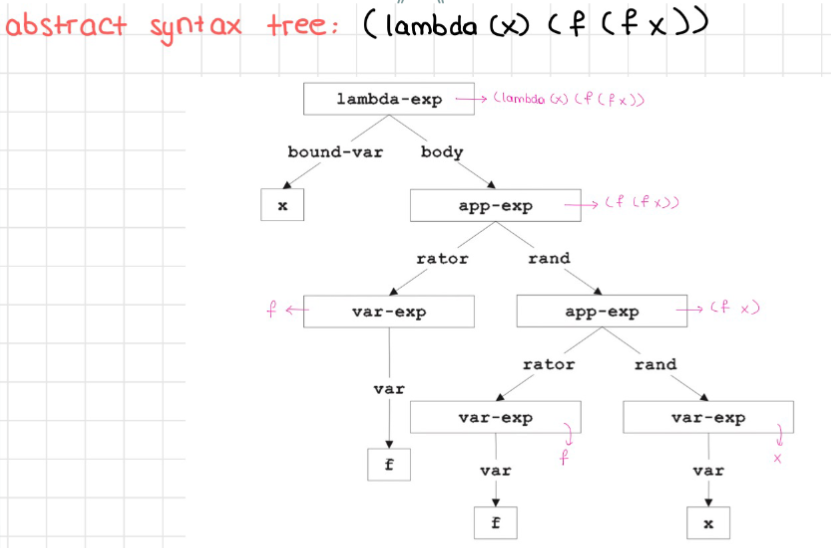 abstract syntax tree: (lambda (x) (f (f x))
lambda-exp → (lambda (x) (f (f x))
bound-var body
x app-exp → (f (f x))
rator rand
f ← var-exp app-exp → (f x)
rator rand
var
var-exp var-exp
f x
f
var var
f x